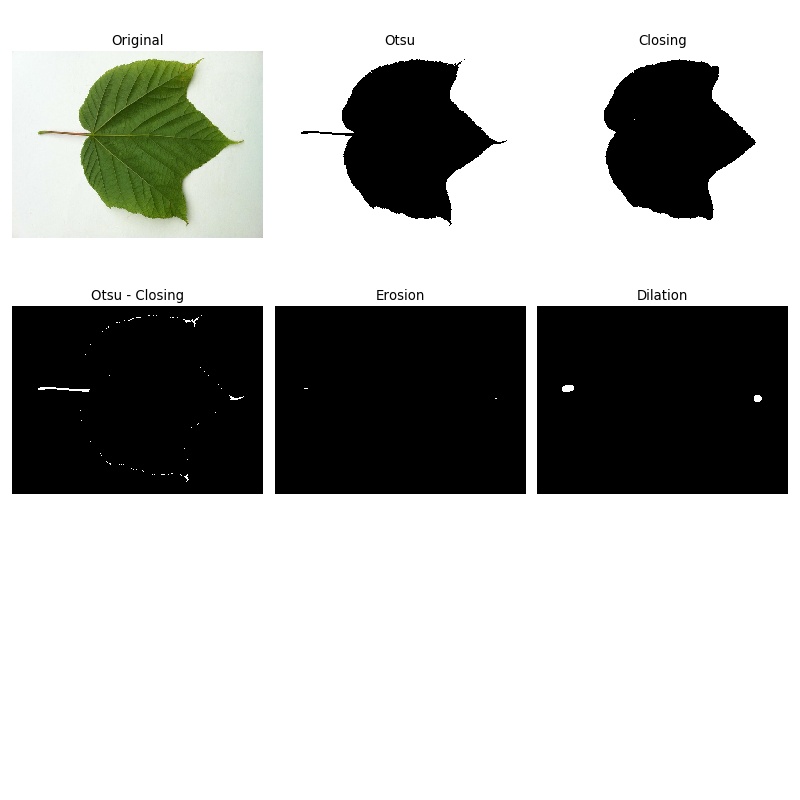 Original
Otsu
Closing
Otsu - Closing
Erosion
Dilation